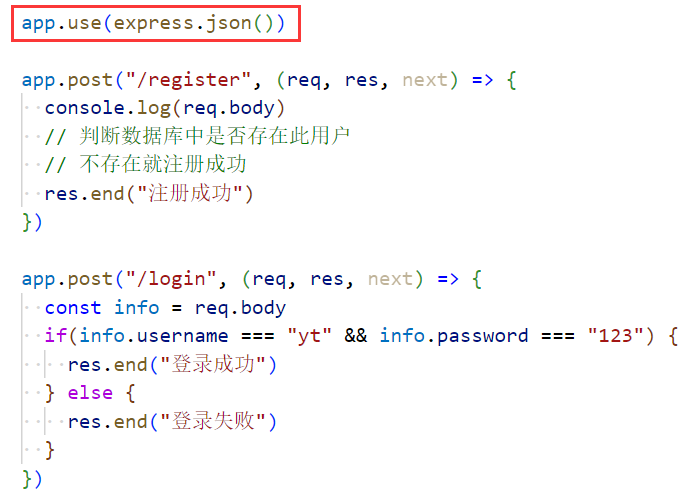 app.use(express.json())
app.post("/register", (req, res, next) => {
console.log(req.body)
// 判断数据库中是否存在此用户
// 不存在就注册成功
res.end("注册成功")
})
app.post("/login", (req, res, next) => {
const info = req.body
if(info.username === "yt" && info.password === "123") {
res.end("登录成功")
} else {
res.end("登录失败")
}
})